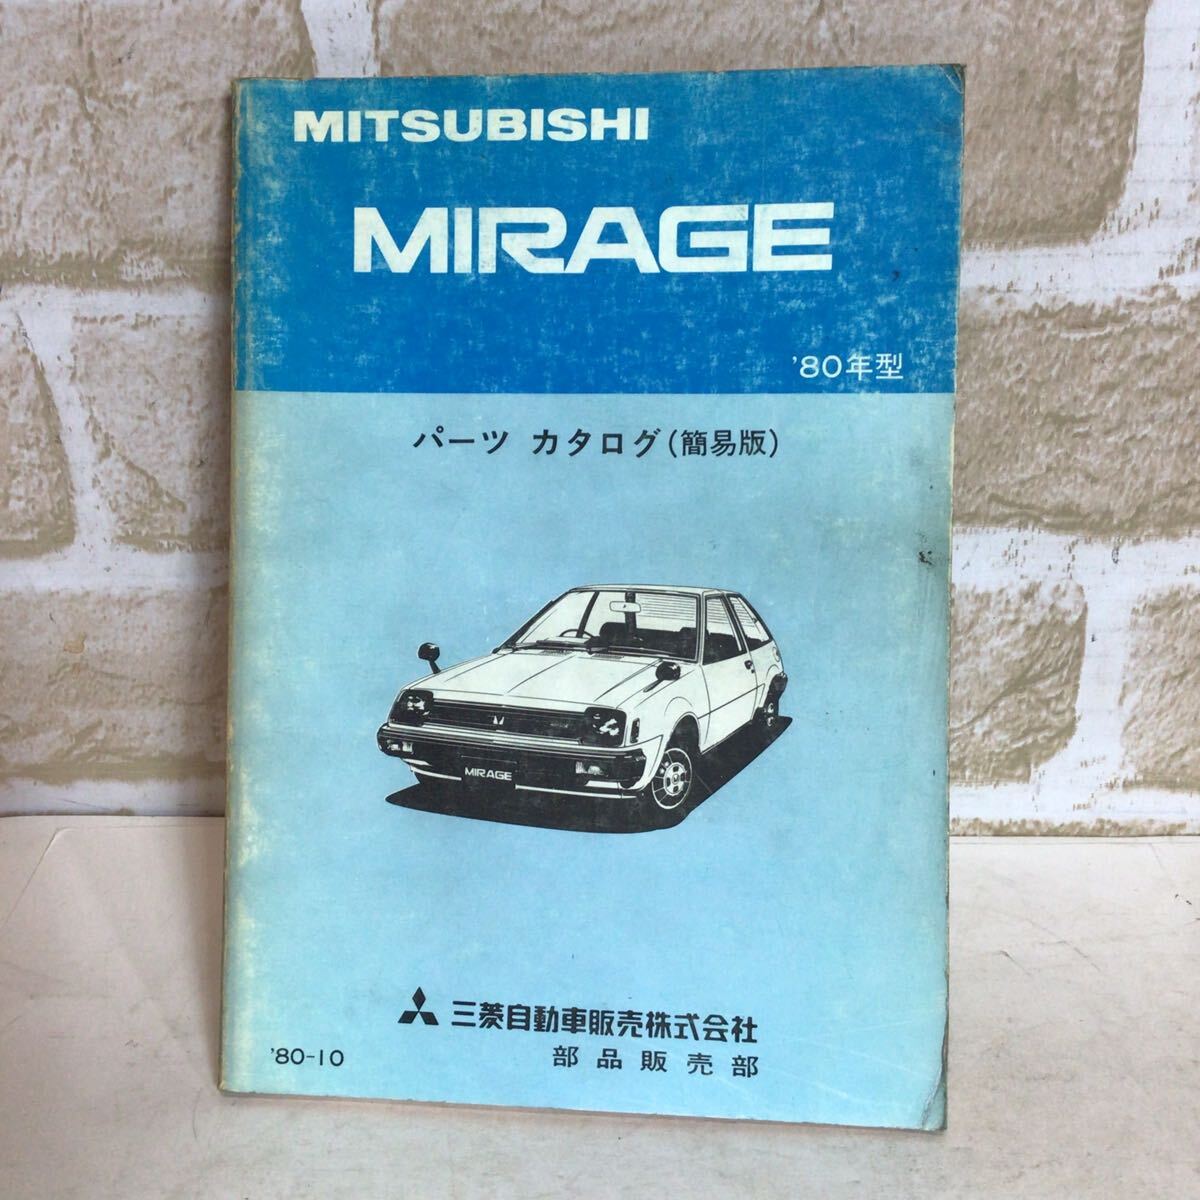 MITSUBISHI
MIRAGE
'80年型
パーツ カタログ(簡易版)
MIRAGE
三菱自動車販売株式会社
部品販売部
'80-10